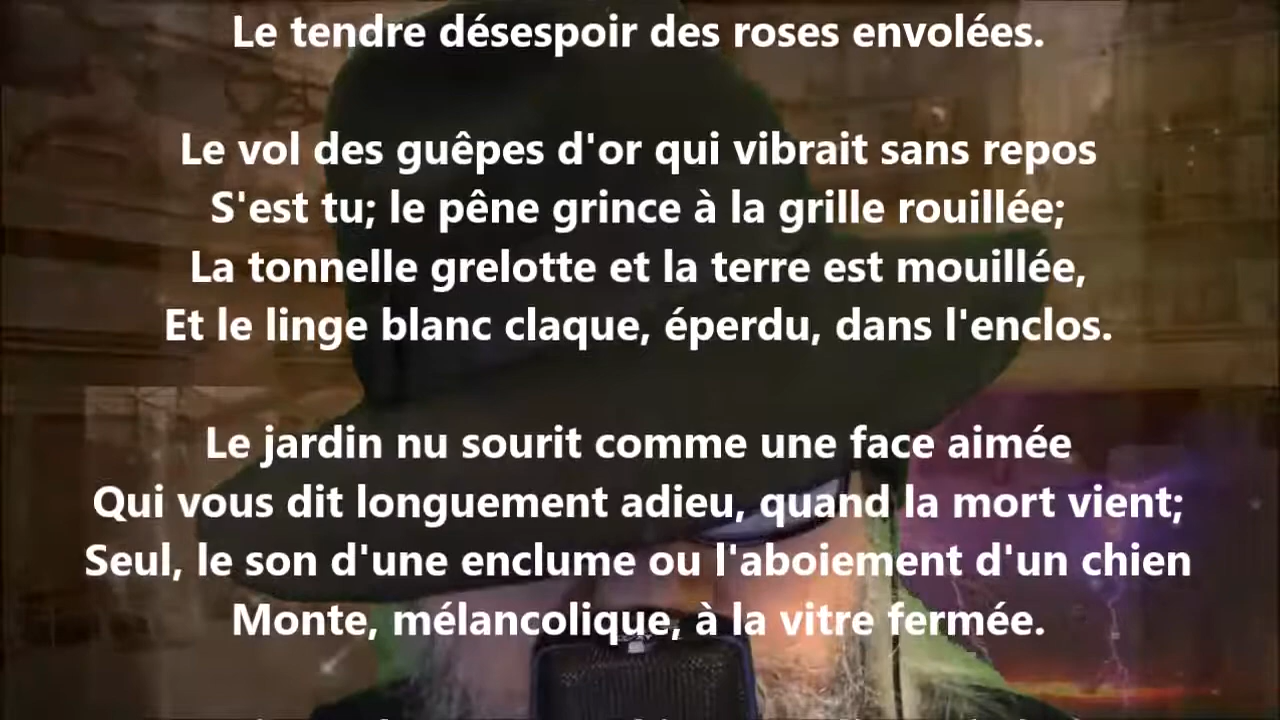 Le tendre désespoir des roses envolées.
Le vol des guêpes d'or qui vibrait sans repos
S'est tu; le pêne grince à la grille rouillée;
La tonnelle grelotte et la terre est mouillée,
Et le linge blanc claque, éperdu, dans l'enclos.
Le jardin nu sourit comme une face aimée
Qui vous dit longuement adieu, quand la mort vient;
Seul, le son d'une enclume ou l'aboiement d'un chien
Monte, mélancolique, à la vitre fermée.